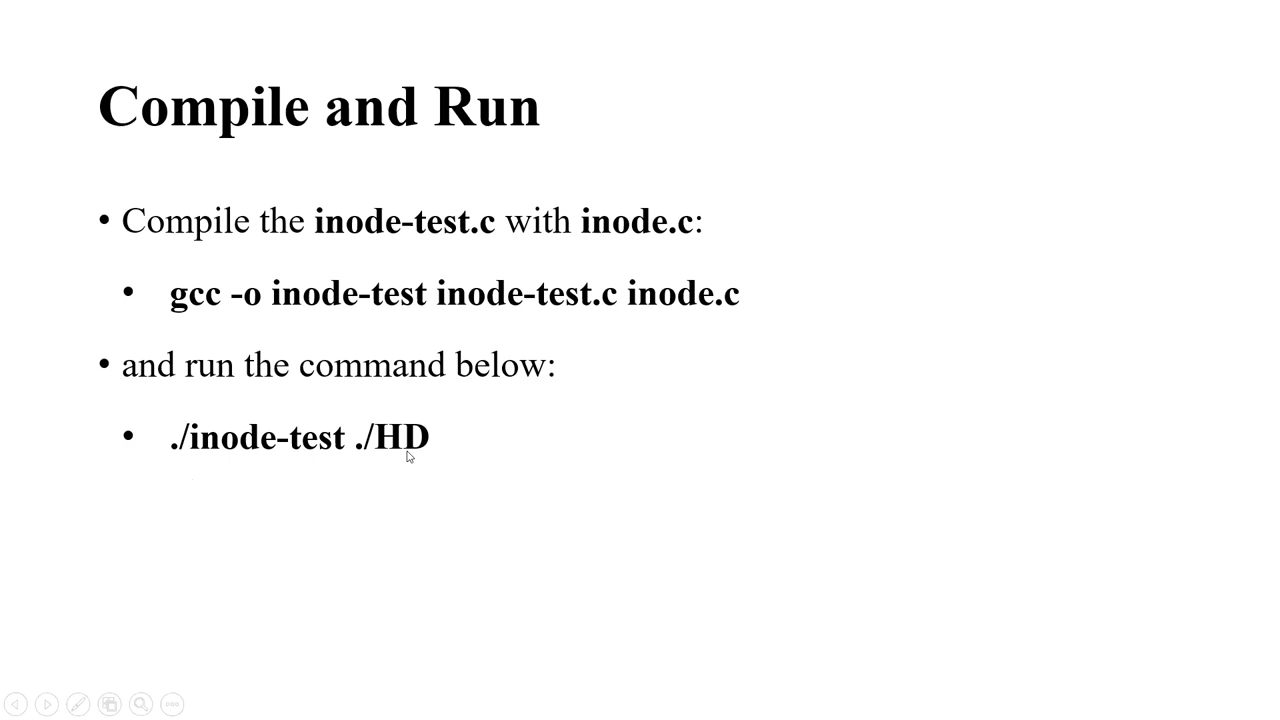 Compile and Run
• Compile the inode-test.c with inode.c:
• gcc -o inode-test inode-test.c inode.c
• and run the command below:
• ./inode-test ./HD